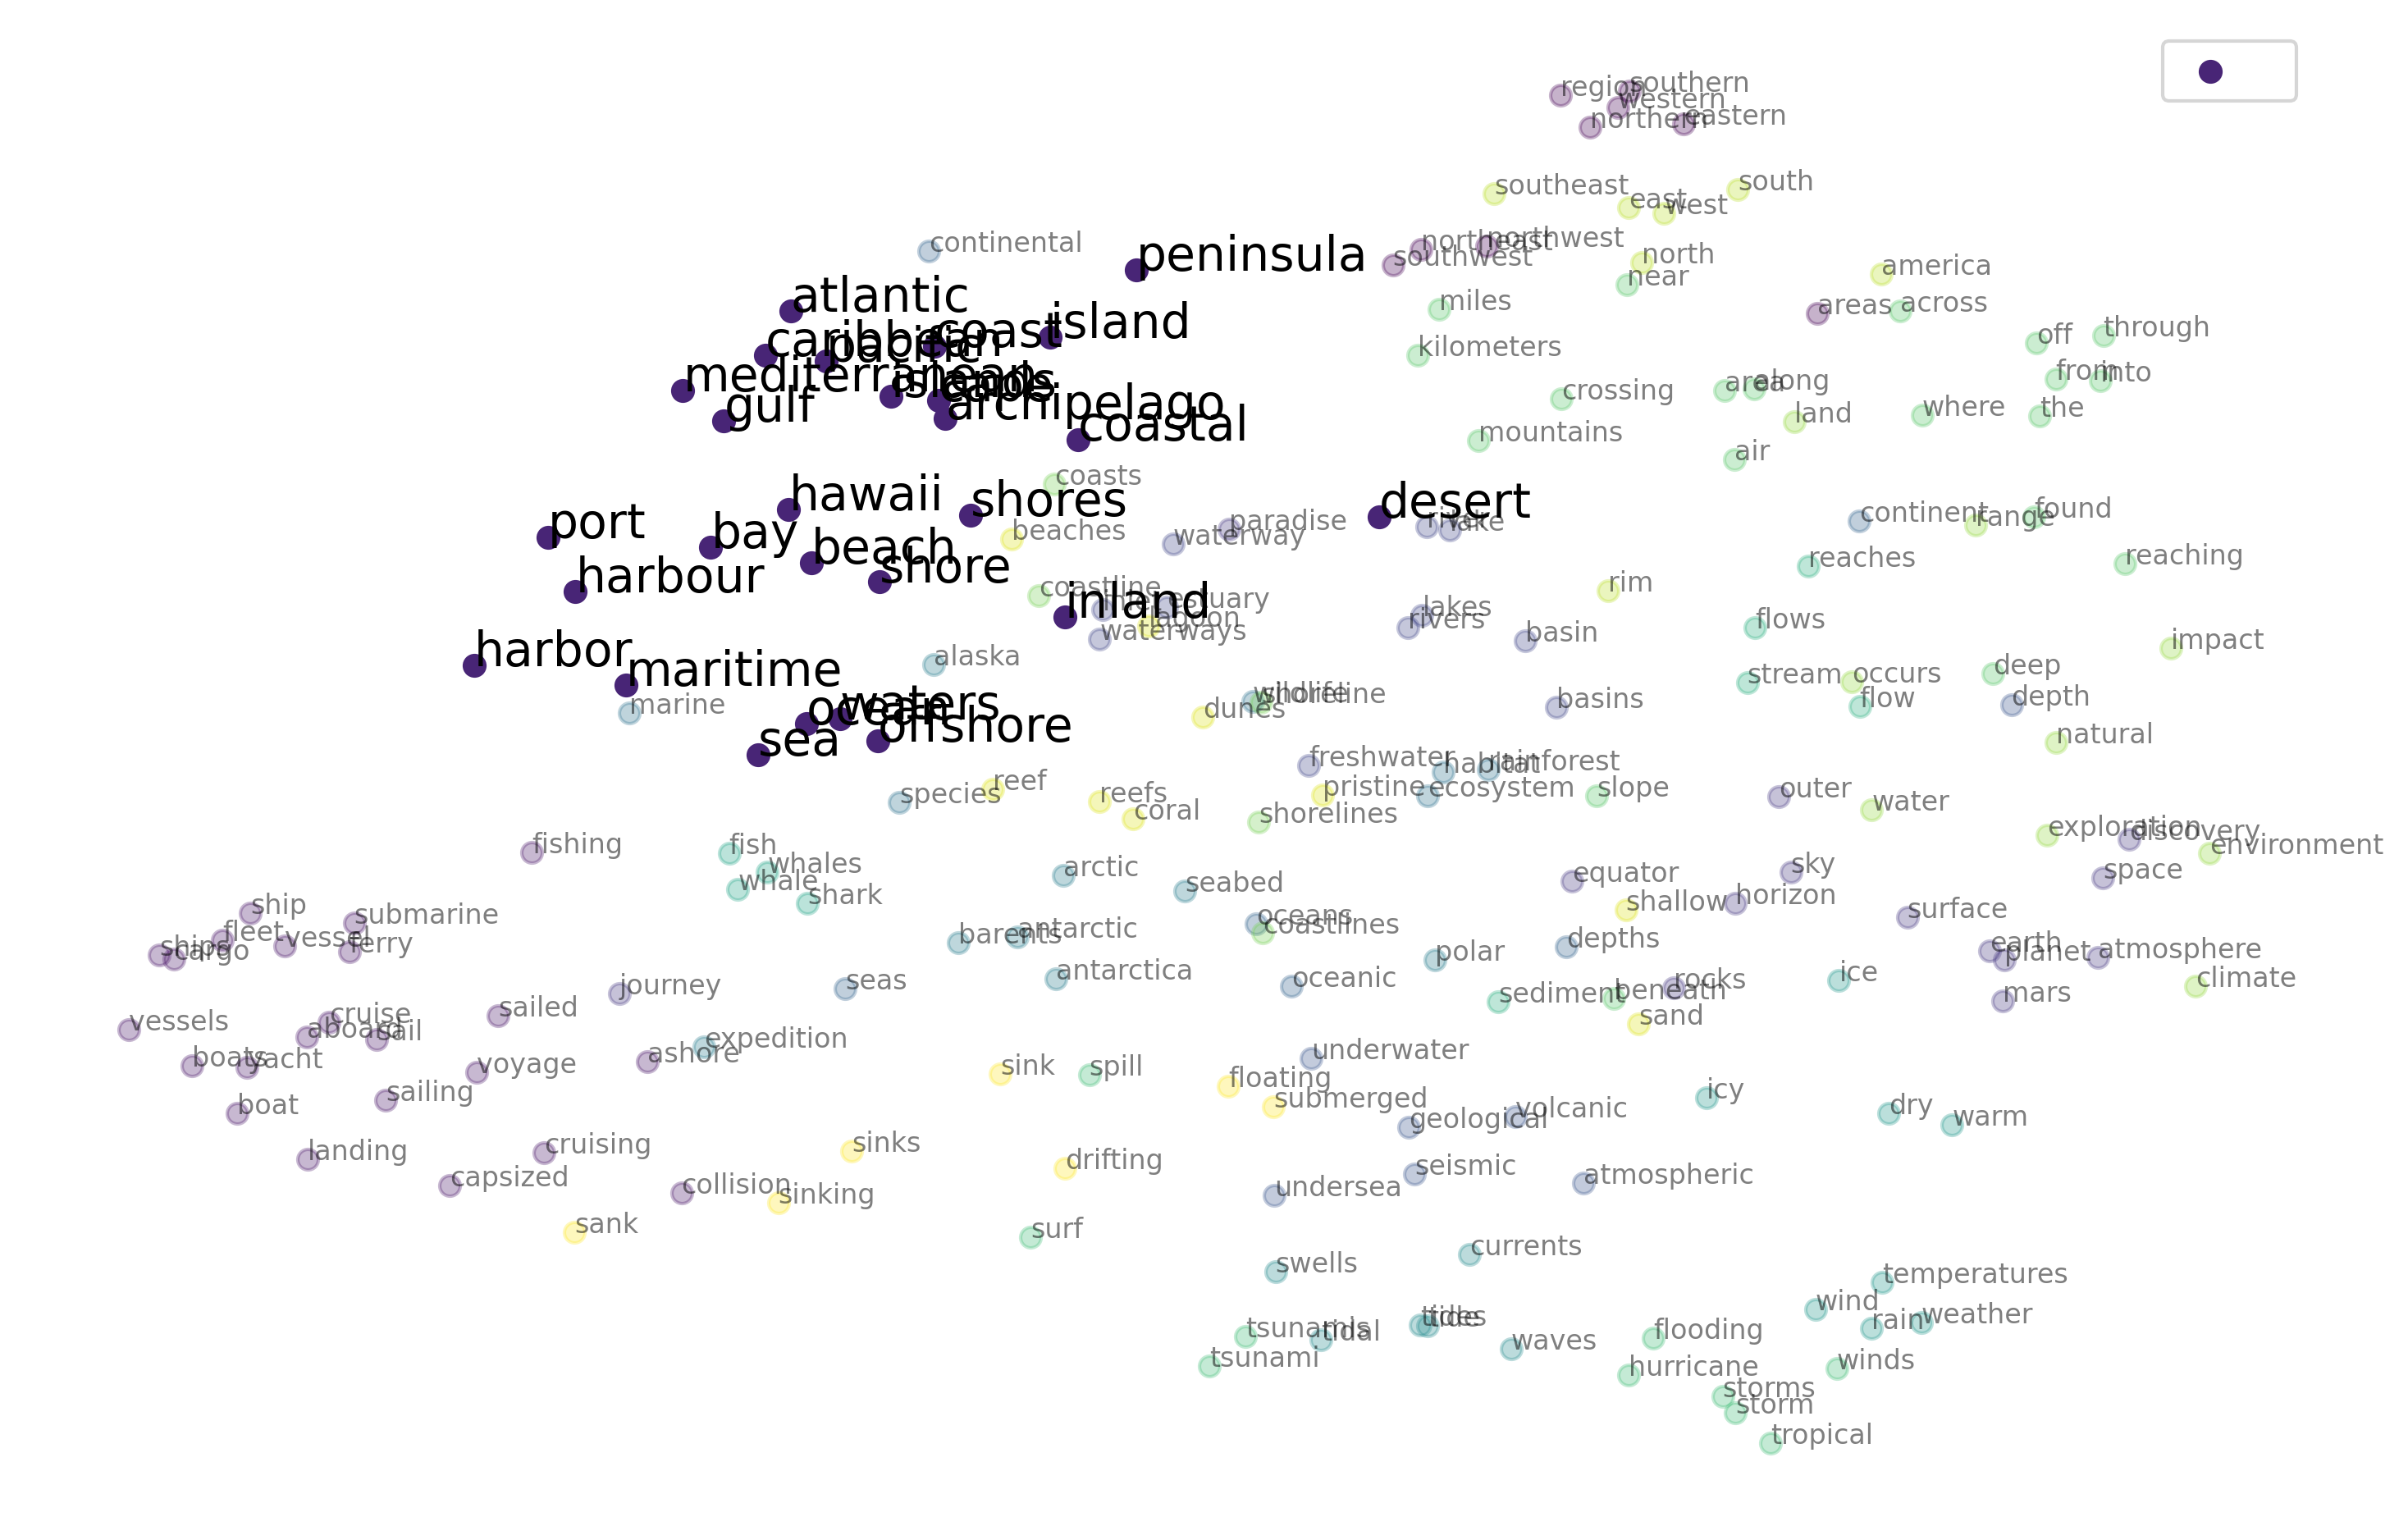 region
southern
western
northern
eastern
southeast
south
east
west
continental
peninsula
northeast
northwest
southwest
north
near
america
atlantic
miles
areas
across
island
coast
caribbean
pacific
off
through
kilometers
mediterranean
islands
from
into
crossing
area
along
gulf
archipelago
land
where
the
coastal
mountains
air
coasts
hawaii
shores
desert
port
bay
beaches
paradise
waterway
river
lake
continent
range
found
beach
harbour
shore
reaches
reaching
coastline
inland
estuary
lagoon
waterways
lakes
rivers
rim
basin
flows
impact
harbor
maritime
alaska
marine
ocean
waters
sea
offshore
wildlife
shoreline
dunes
basins
stream
occurs
flow
deep
depth
natural
freshwater
habitat
rainforest
species
reef
reefs
coral
pristine
ecosystem
slope
outer
water
shorelines
exploration
discovery
environment
fishing
fish
whales
whale
shark
arctic
seabed
equator
sky
space
shallow
horizon
ship
submarine
fleet
vessel
ferry
ships
cargo
barents
antarctic
oceans
coastlines
depths
surface
earth
planet
atmosphere
polar
antarctica
oceanic
journey
seas
sediment
beneath
rocks
ice
mars
climate
sailed
vessels
cruise
aboard
sail
sand
expedition
ashore
boats
yacht
voyage
sink
spill
underwater
floating
submerged
sailing
boat
geological
volcanic
icy
dry
warm
landing
cruising
capsized
sinks
drifting
collision
sinking
undersea
seismic
atmospheric
sank
surf
swells
currents
temperatures
wind
rain
weather
tsunamis
tidal
tides
tide
waves
flooding
tsunami
hurricane
winds
storms
storm
tropical